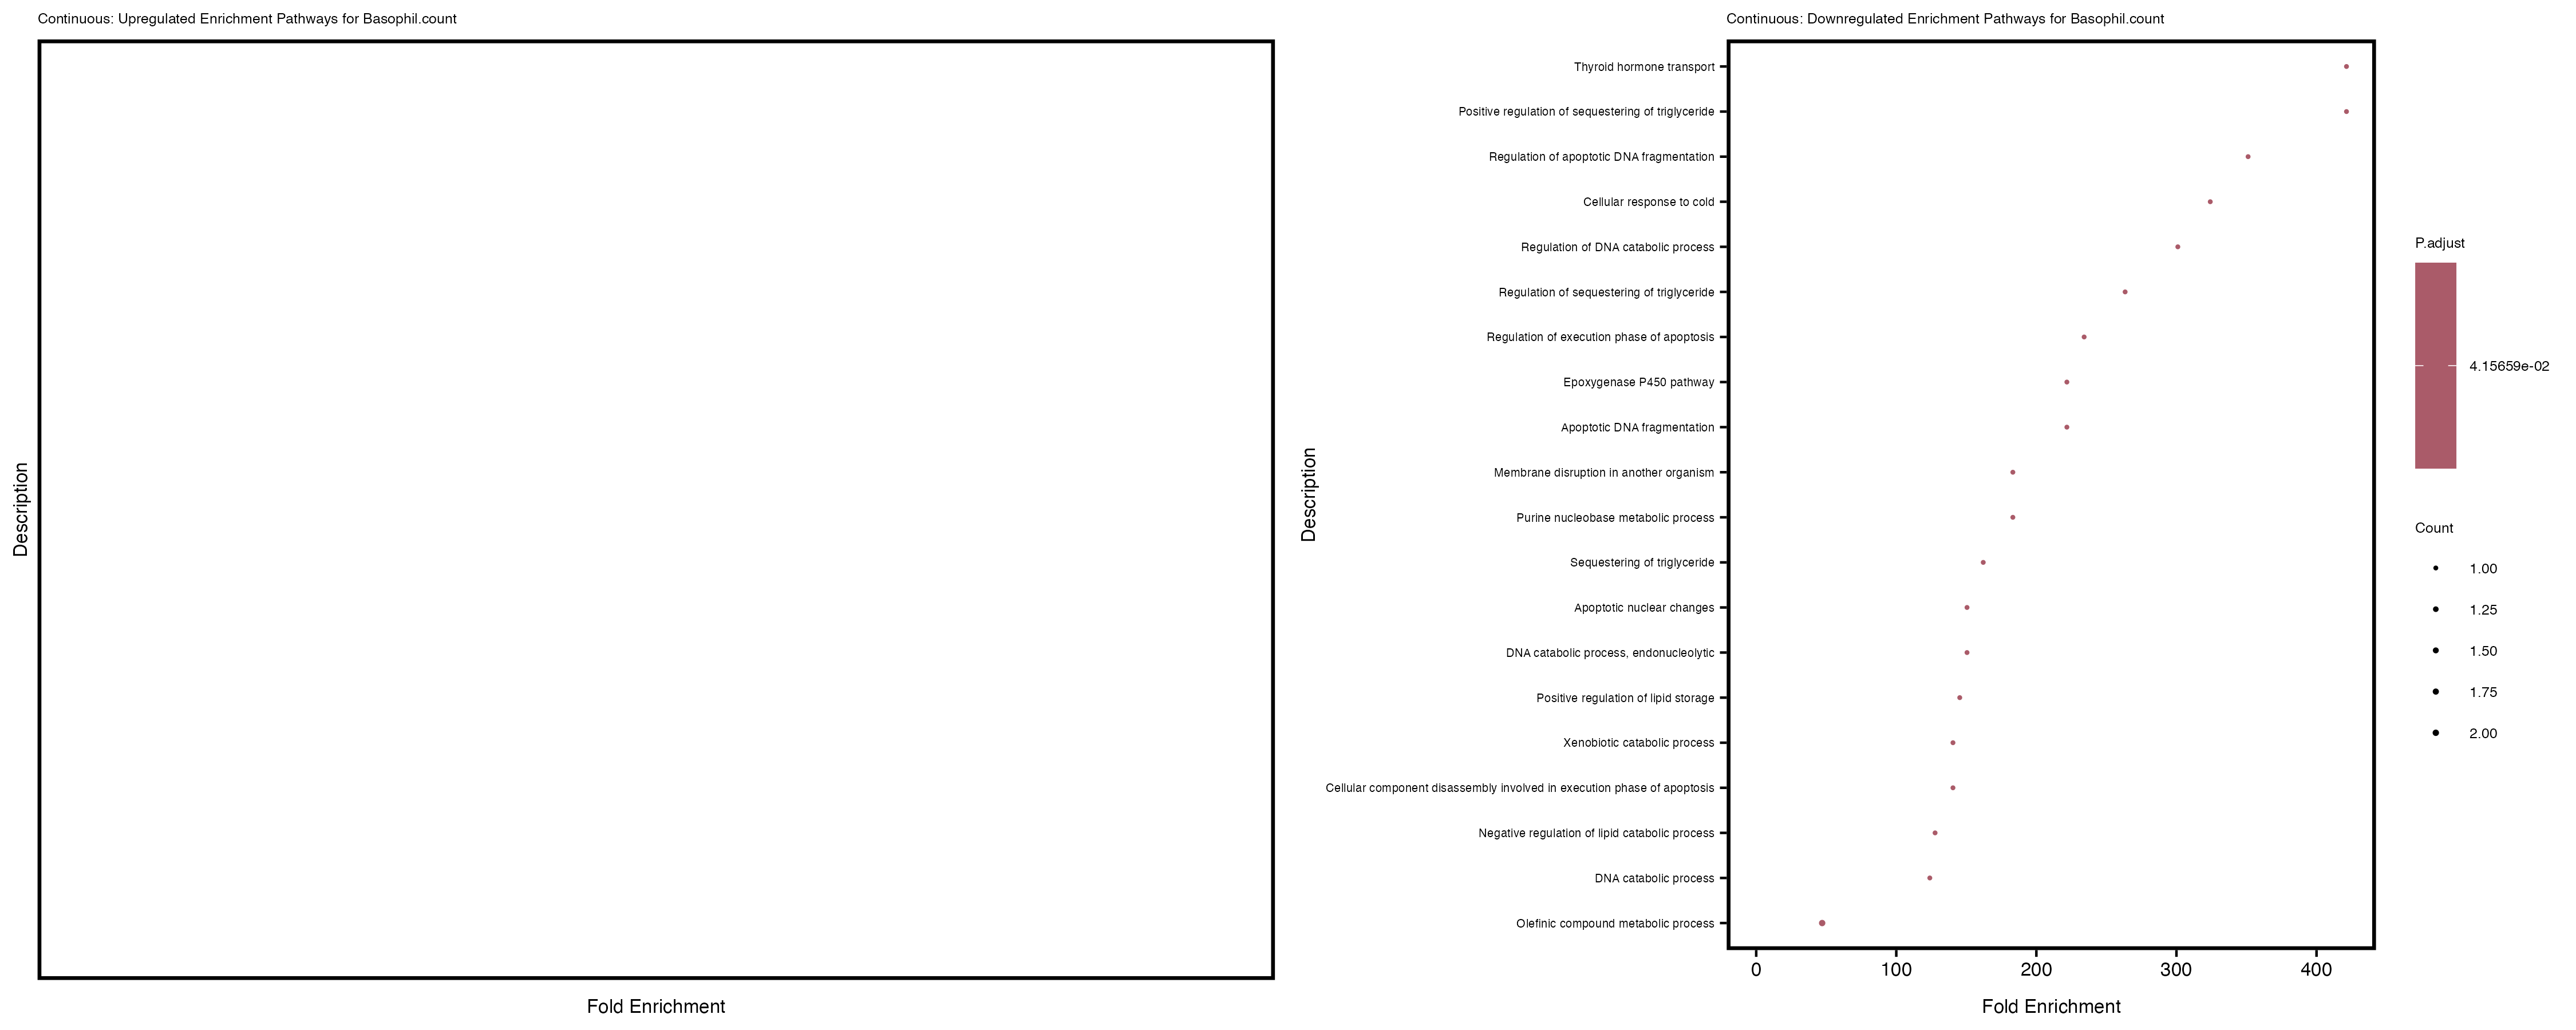 Continuous: Upregulated Enrichment Pathways for Basophil.count
Description
Fold Enrichment
Continuous: Downregulated Enrichment Pathways for Basophil.count
Description
Thyroid hormone transport
Positive regulation of sequestering of triglyceride
Regulation of apoptotic DNA fragmentation
Cellular response to cold
Regulation of DNA catabolic process
Regulation of sequestering of triglyceride
Regulation of execution phase of apoptosis
Epoxygenase P450 pathway
Apoptotic DNA fragmentation
Membrane disruption in another organism
Purine nucleobase metabolic process
Sequestering of triglyceride
Apoptotic nuclear changes
DNA catabolic process, endonucleolytic
Positive regulation of lipid storage
Xenobiotic catabolic process
Cellular component disassembly involved in execution phase of apoptosis
Negative regulation of lipid catabolic process
DNA catabolic process
Olefinic compound metabolic process
0 100 200 300 400
Fold Enrichment
P.adjust
4.15659e-02
Count
1.00
1.25
1.50
1.75
2.00